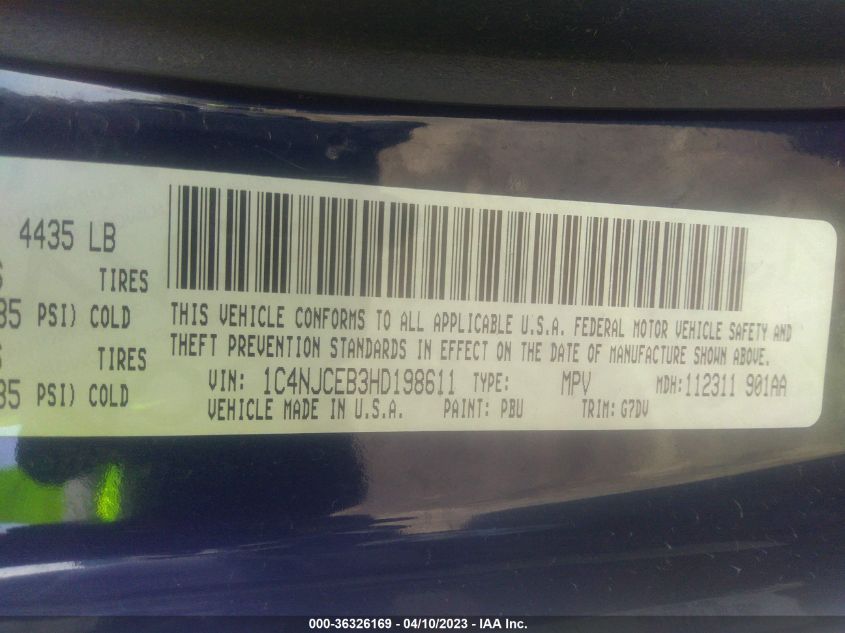 4435 LB
TIRES
35 PSI) COLD
TIRES
35 PSI) COLD
THIS VEHICLE CONFORMS TO ALL APPLICABLE U.S.A. FEDERAL MOTOR VEHICLE SAFETY AND
THEFT PREVENTION STANDARDS IN EFFECT ON THE DATE OF MANUFACTURE SHOWN ABOVE.
VIN: 1C4NJCEB3HD198611 TYPE: MPV MDH:112311 901AA
VEHICLE MADE IN U.S.A. PAINT: PBU TRIM: G7DV
000-36326169 - 04/10/2023 - IAA Inc.